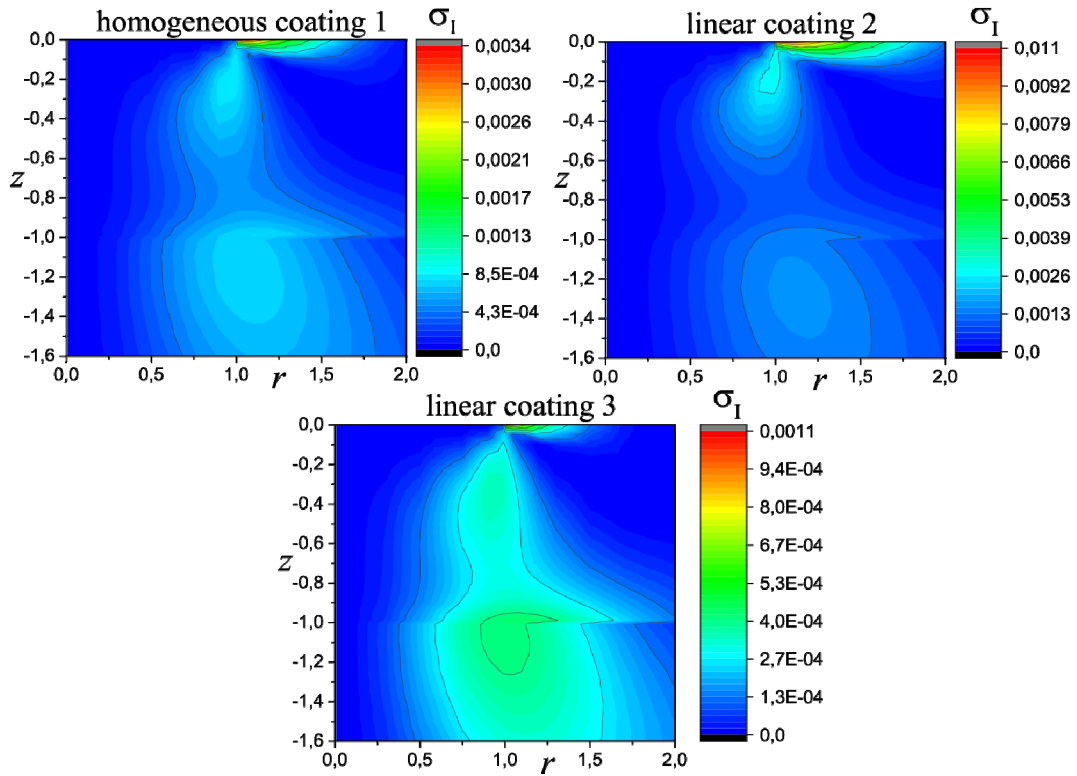 homogeneous coating 1
σI
0,0
-0,2
-0,4
-0,6
-0,8
-1,0
-1,2
-1,4
-1,6
z
0,0
0,5
1,0
1,5
2,0
r
0,0034
0,0030
0,0026
0,0021
0,0017
0,0013
8,5E-04
4,3E-04
0,0
linear coating 2
σI
0,0
-0,2
-0,4
-0,6
-0,8
-1,0
-1,2
-1,4
-1,6
z
0,0
0,5
1,0
1,5
2,0
r
0,011
0,0092
0,0079
0,0066
0,0053
0,0039
0,0026
0,0013
0,0
linear coating 3
σI
0,0
-0,2
-0,4
-0,6
-0,8
-1,0
-1,2
-1,4
-1,6
z
0,0
0,5
1,0
1,5
2,0
r
0,0011
9,4E-04
8,0E-04
6,7E-04
5,3E-04
4,0E-04
2,7E-04
1,3E-04
0,0